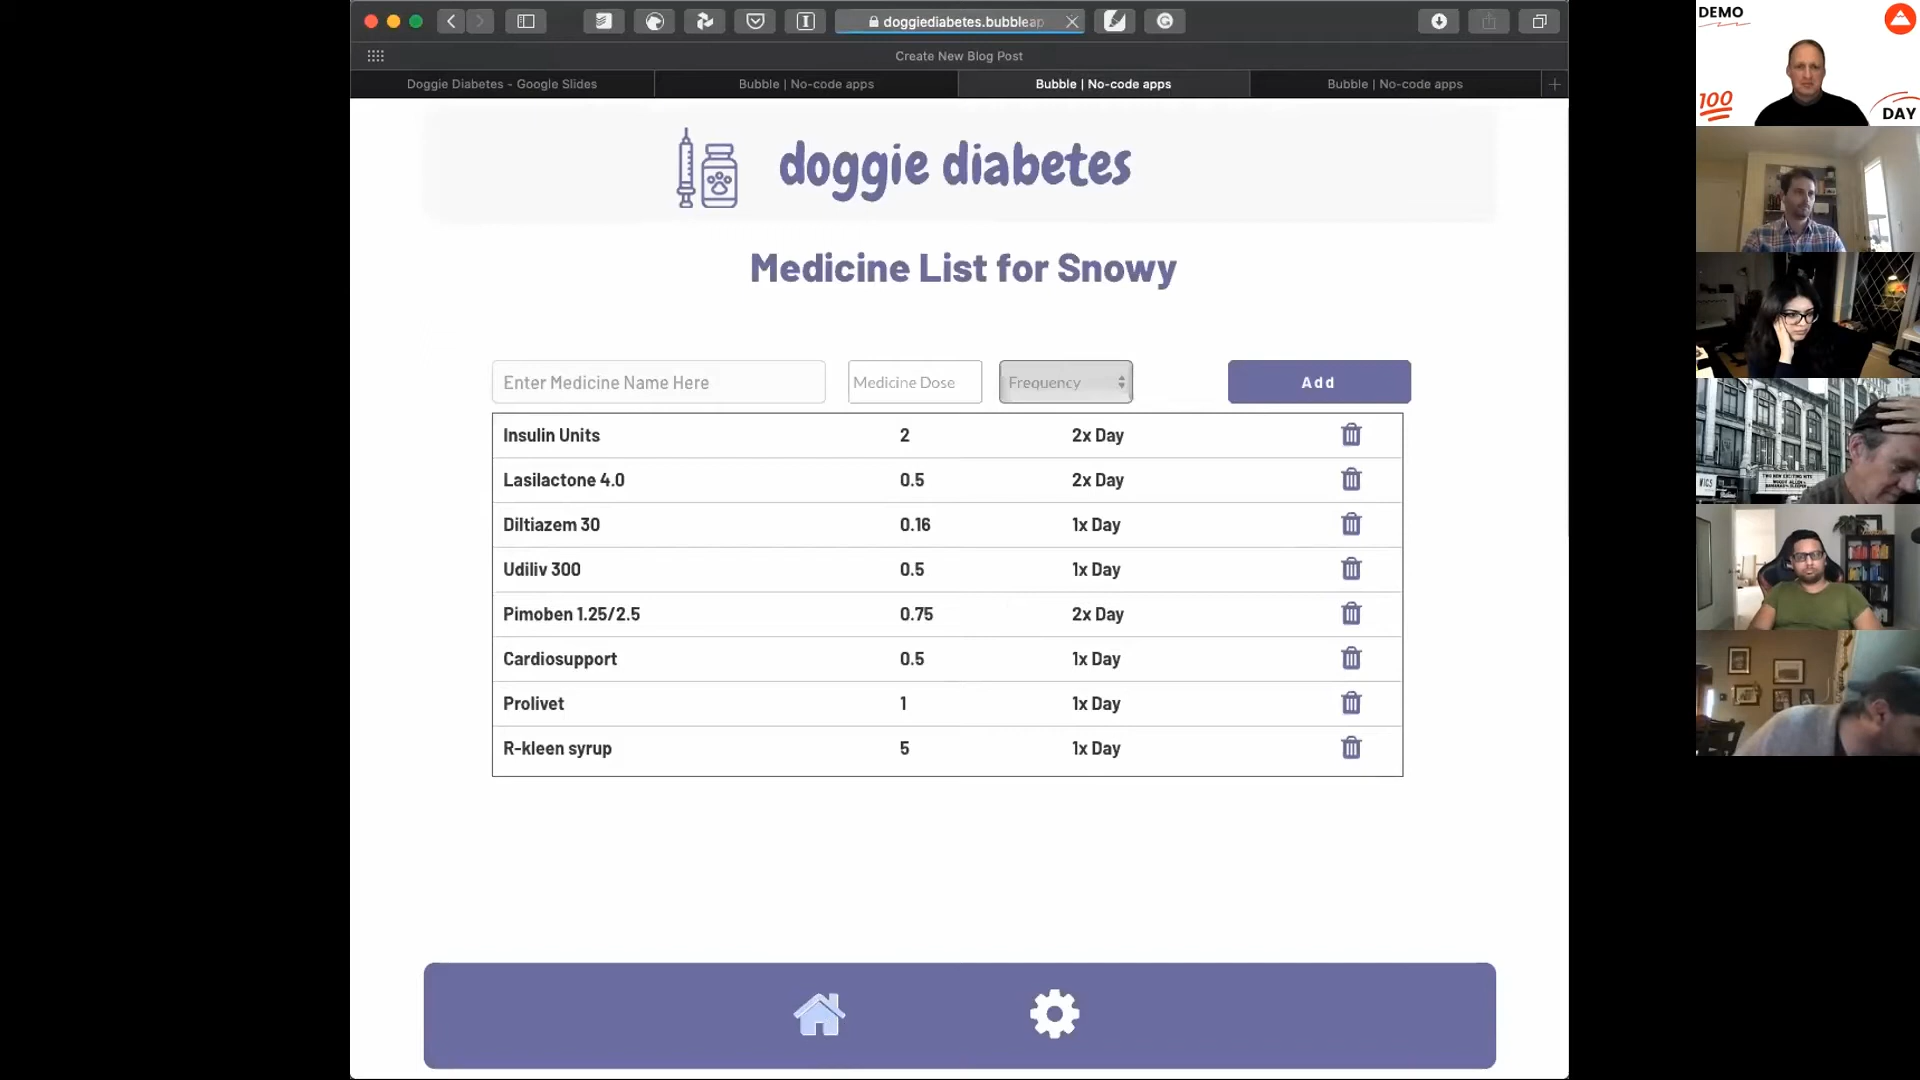 doggiediabetes.bubbleap
Create New Blog Post
Doggie Diabetes - Google Slides
Bubble | No-code apps
Bubble | No-code apps
Bubble | No-code apps
doggie diabetes
Medicine List for Snowy
Enter Medicine Name Here
Medicine Dose
Frequency
Add
Insulin Units 2 2x Day
Lasilactone 4.0 0.5 2x Day
Diltiazem 30 0.16 1x Day
Udiliv 300 0.5 1x Day
Pimoben 1.25/2.5 0.75 2x Day
Cardiosupport 0.5 1x Day
Prolivet 1 1x Day
R-kleen syrup 5 1x Day
DEMO
100
DAY